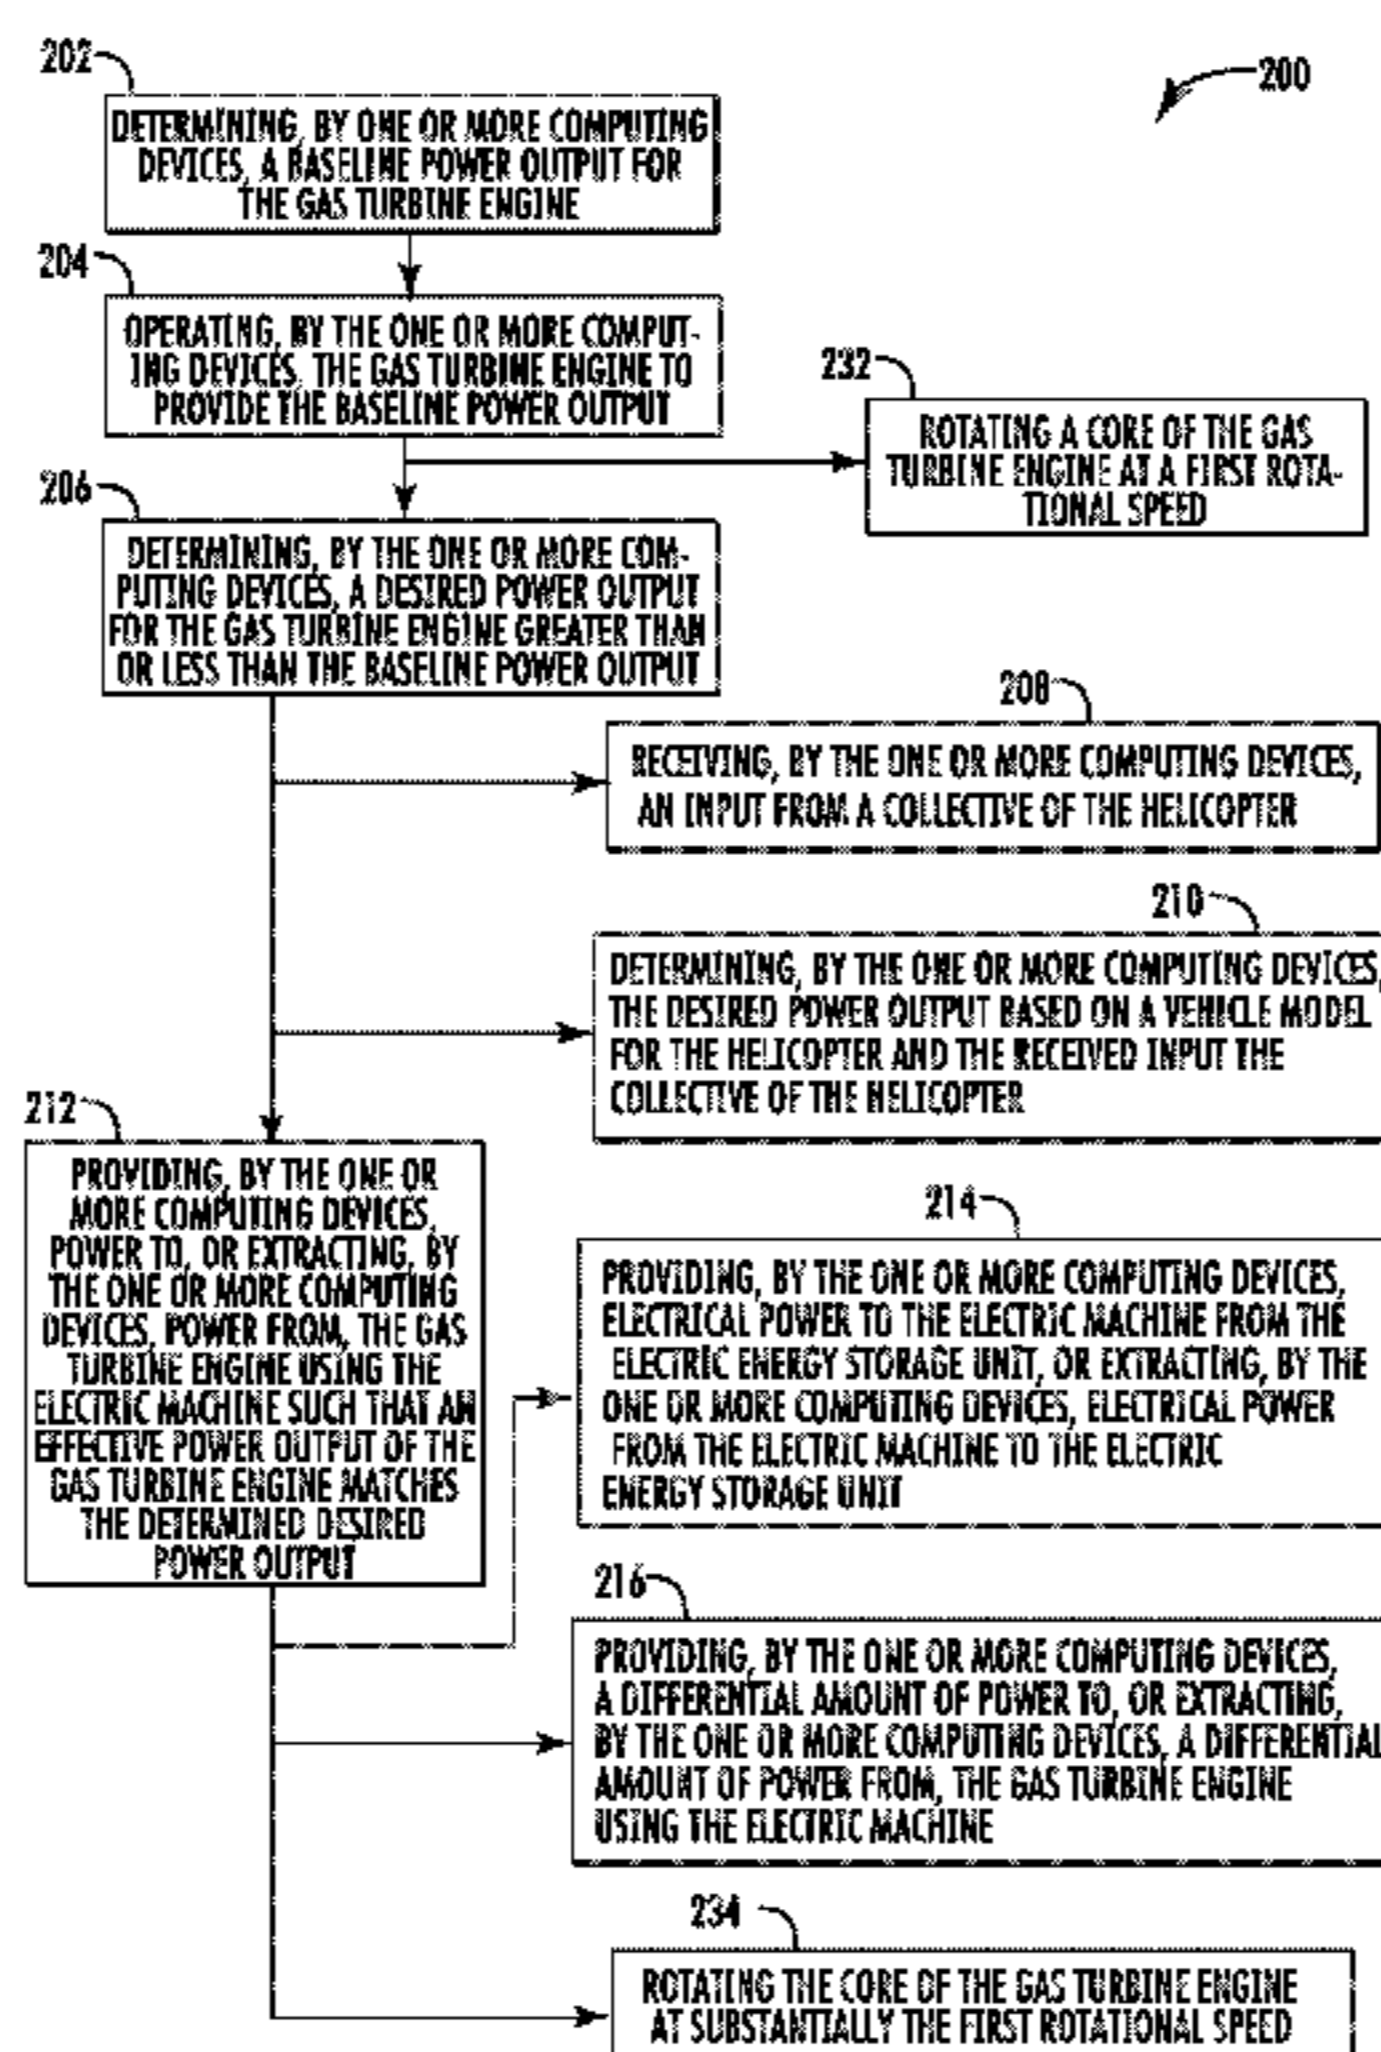 200
202
DETERMINING, BY ONE OR MORE COMPUTING
DEVICES, A BASELINE POWER OUTPUT FOR
THE GAS TURBINE ENGINE
204
OPERATING, BY THE ONE OR MORE COMPUT-
ING DEVICES, THE GAS TURBINE ENGINE TO
PROVIDE THE BASELINE POWER OUTPUT
232
ROTATING A CORE OF THE GAS
TURBINE ENGINE AT A FIRST ROTA-
TIONAL SPEED
206
DETERMINING, BY THE ONE OR MORE COM-
PUTING DEVICES, A DESIRED POWER OUTPUT
FOR THE GAS TURBINE ENGINE GREATER THAN
OR LESS THAN THE BASELINE POWER OUTPUT
208
RECEIVING, BY THE ONE OR MORE COMPUTING DEVICES,
AN INPUT FROM A COLLECTIVE OF THE HELICOPTER
210
DETERMINING, BY THE ONE OR MORE COMPUTING DEVICES,
THE DESIRED POWER OUTPUT BASED ON A VEHICLE MODEL
FOR THE HELICOPTER AND THE RECEIVED INPUT THE
COLLECTIVE OF THE HELICOPTER
212
PROVIDING, BY THE ONE OR
MORE COMPUTING DEVICES,
POWER TO, OR EXTRACTING, BY
THE ONE OR MORE COMPUTING
DEVICES, POWER FROM, THE GAS
TURBINE ENGINE USING THE
ELECTRIC MACHINE SUCH THAT AN
EFFECTIVE POWER OUTPUT OF THE
GAS TURBINE ENGINE MATCHES
THE DETERMINED DESIRED
POWER OUTPUT
214
PROVIDING, BY THE ONE OR MORE COMPUTING DEVICES,
ELECTRICAL POWER TO THE ELECTRIC MACHINE FROM THE
ELECTRIC ENERGY STORAGE UNIT, OR EXTRACTING, BY THE
ONE OR MORE COMPUTING DEVICES, ELECTRICAL POWER
FROM THE ELECTRIC MACHINE TO THE ELECTRIC
ENERGY STORAGE UNIT
216
PROVIDING, BY THE ONE OR MORE COMPUTING DEVICES,
A DIFFERENTIAL AMOUNT OF POWER TO, OR EXTRACTING,
BY THE ONE OR MORE COMPUTING DEVICES, A DIFFERENTIAL
AMOUNT OF POWER FROM, THE GAS TURBINE ENGINE
USING THE ELECTRIC MACHINE
234
ROTATING THE CORE OF THE GAS TURBINE ENGINE
AT SUBSTANTIALLY THE FIRST ROTATIONAL SPEED